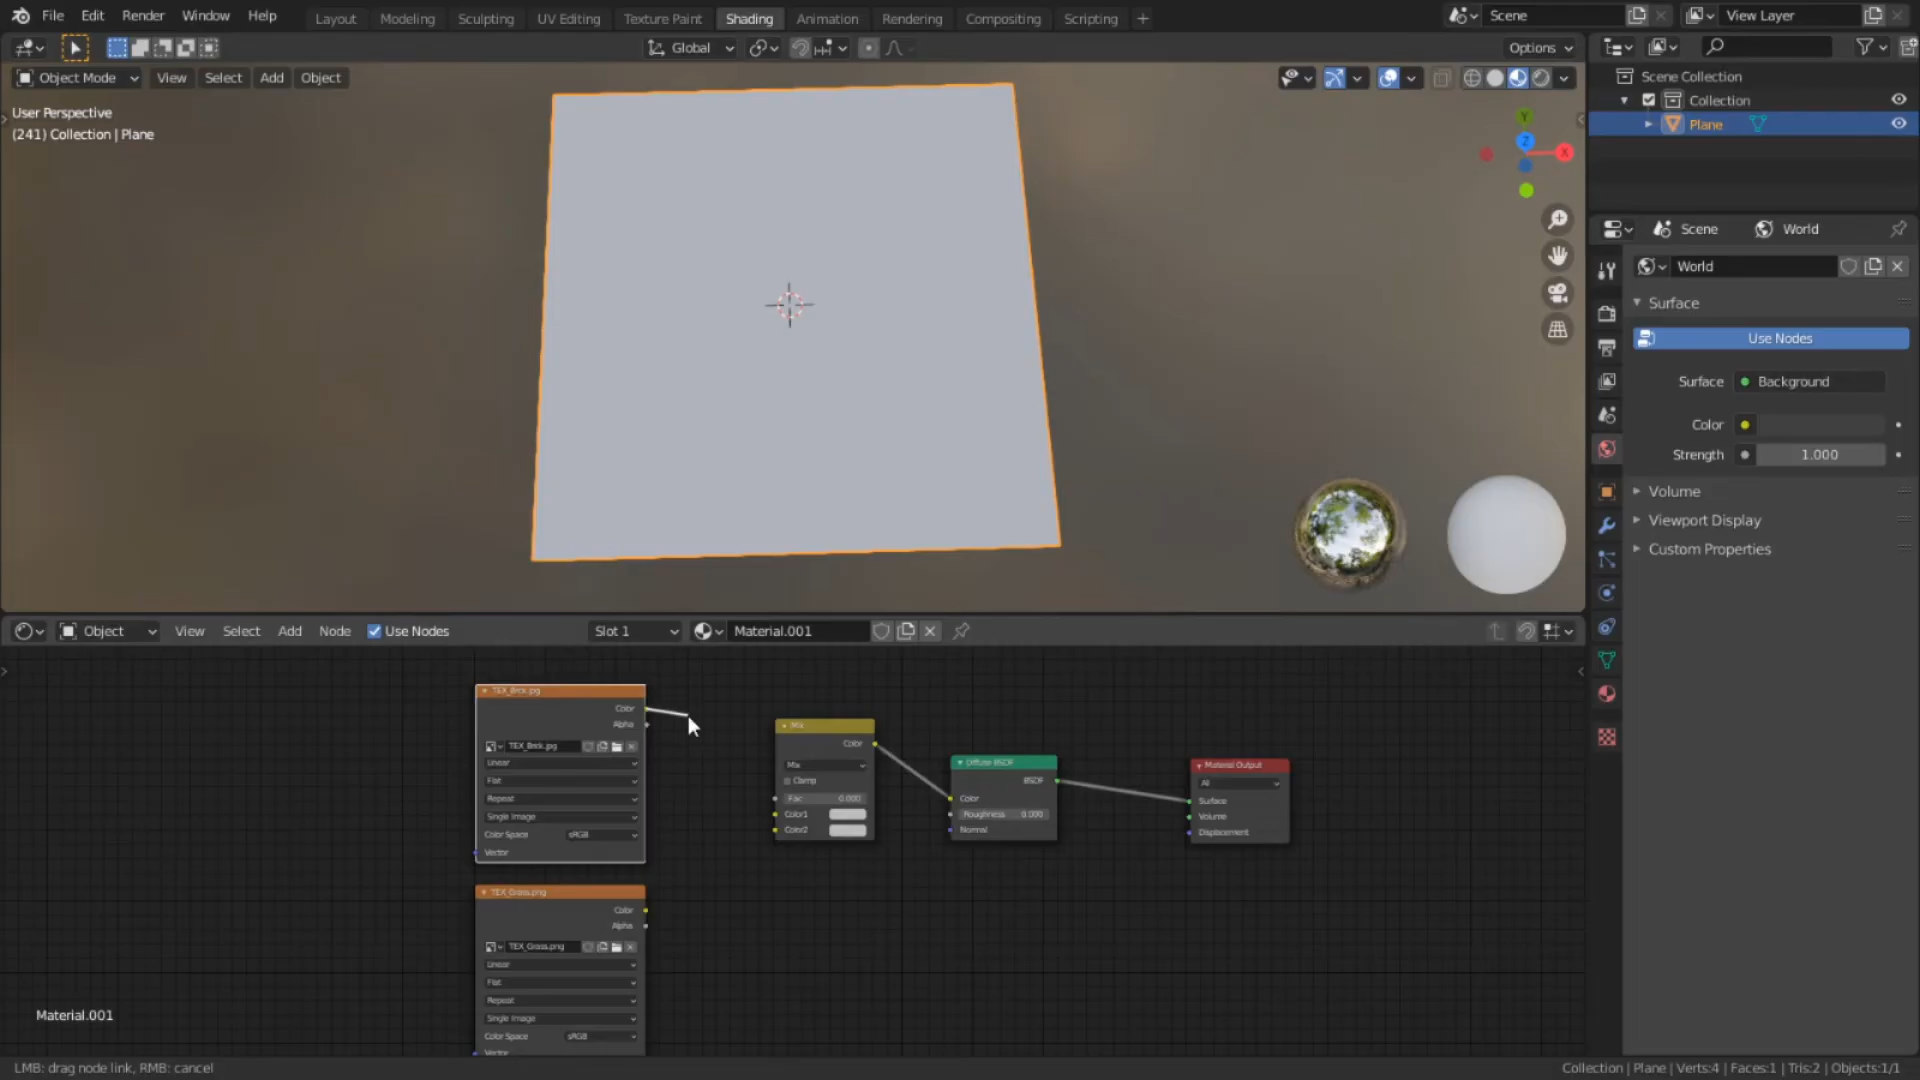 File Edit Render Window Help
Layout Modeling Sculpting UV Editing Texture Paint Shading Animation Rendering Compositing Scripting +
Scene
View Layer
Global
Options
Object Mode View Select Add Object
User Perspective
(241) Collection | Plane
Y
Z
X
Scene Collection
Collection
Plane
Scene World
World
Surface
Use Nodes
Surface Background
Color
Strength 1.000
Volume
Viewport Display
Custom Properties
Object View Select Add Node Use Nodes Slot 1 Material.001
TEX_Brick.jpg
Color
Alpha
TEX_Brick.jpg
Linear
Flat
Repeat
Single Image
Color Space sRGB
Vector
TEX_Grass.png
Color
Alpha
TEX_Grass.png
Linear
Flat
Repeat
Single Image
Color Space sRGB
Vector
Mix
Color
Mix
Clamp
Fac 0.000
Color1
Color2
Diffuse BSDF
BSDF
Color
Roughness 0.000
Normal
Material Output
All
Surface
Volume
Displacement
Material.001
LMB: drag node link, RMB: cancel
Collection | Plane | Verts:4 | Faces:1 | Tris:2 | Objects:1/1